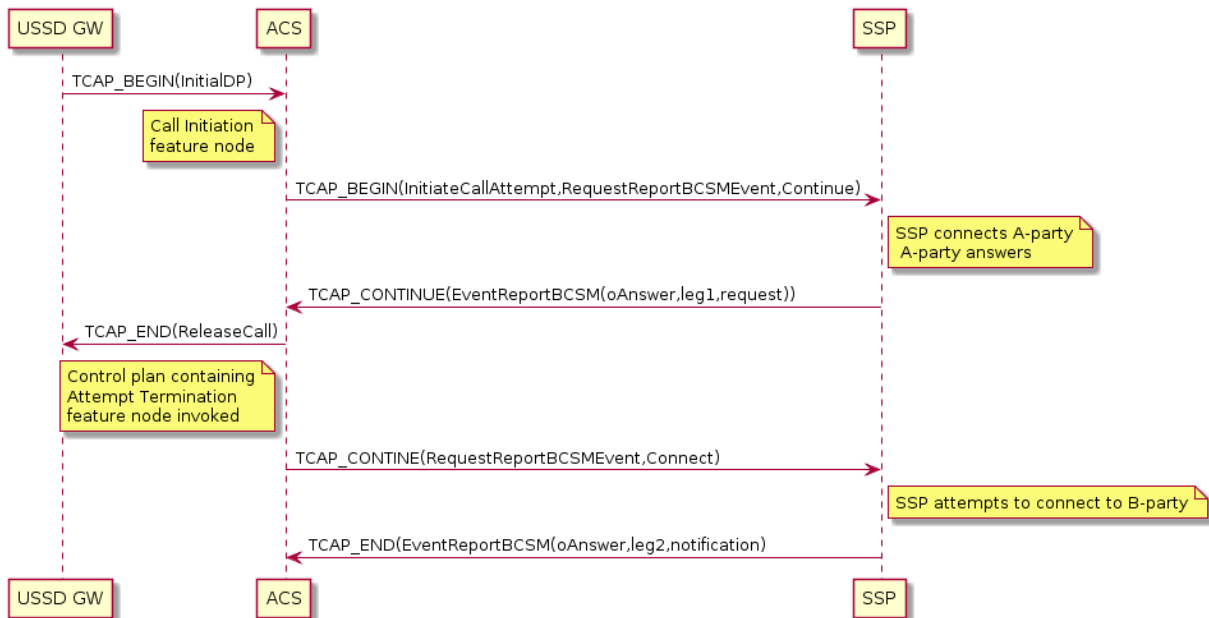 USSD GW
ACS
SSP
TCAP_BEGIN(InitialDP)
Call Initiation
feature node
TCAP_BEGIN(InitiateCallAttempt,RequestReportBCSMEvent,Continue)
SSP connects A-party
A-party answers
TCAP_CONTINUE(EventReportBCSM(oAnswer,leg1,request))
TCAP_END(ReleaseCall)
Control plan containing
Attempt Termination
feature node invoked
TCAP_CONTINE(RequestReportBCSMEvent,Connect)
SSP attempts to connect to B-party
TCAP_END(EventReportBCSM(oAnswer,leg2,notification)
USSD GW
ACS
SSP